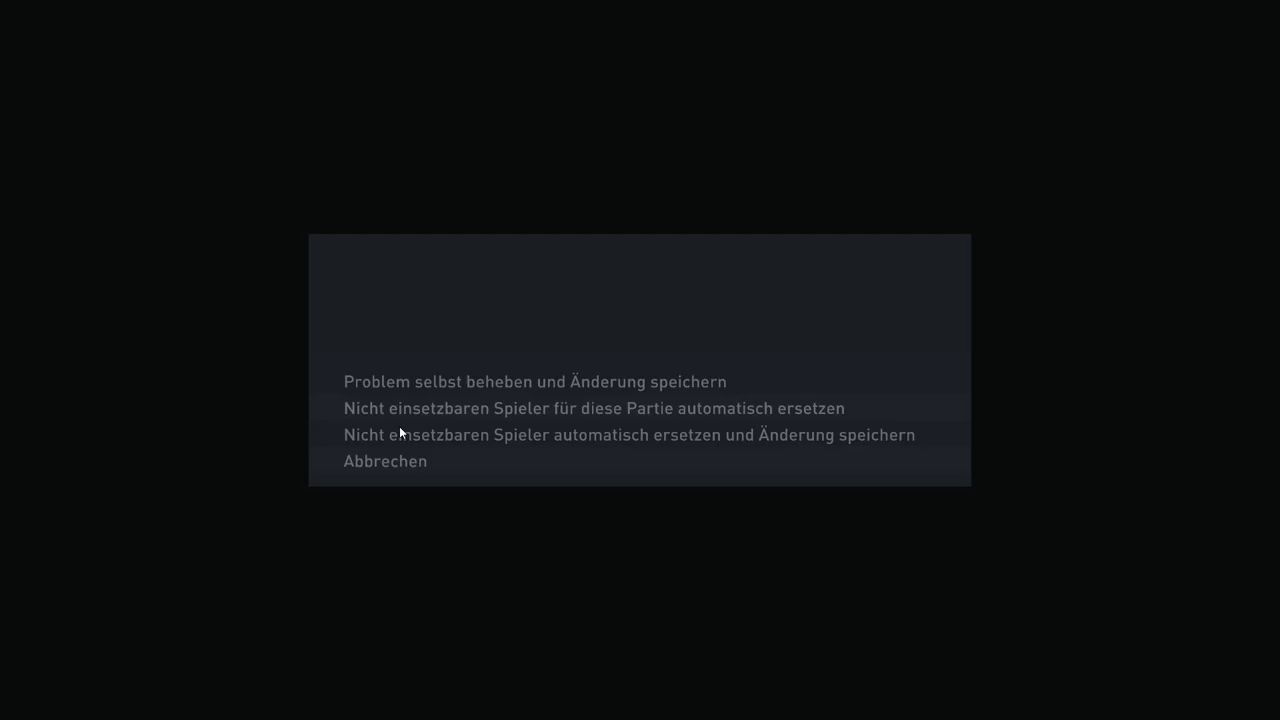 Problem selbst beheben und Änderung speichern
Nicht einsetzbaren Spieler für diese Partie automatisch ersetzen
Nicht einsetzbaren Spieler automatisch ersetzen und Änderung speichern
Abbrechen